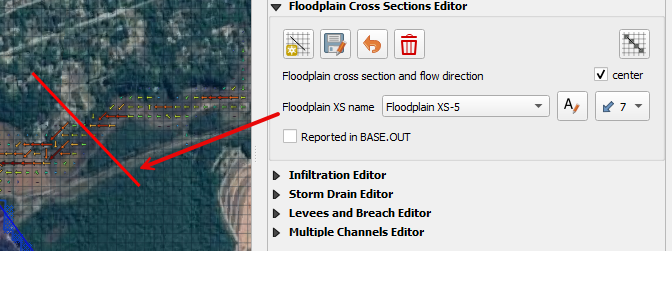 Floodplain Cross Sections Editor
Floodplain cross section and flow direction
center
Floodplain XS name
Floodplain XS-5
A
7
Reported in BASE.OUT
Infiltration Editor
Storm Drain Editor
Levees and Breach Editor
Multiple Channels Editor